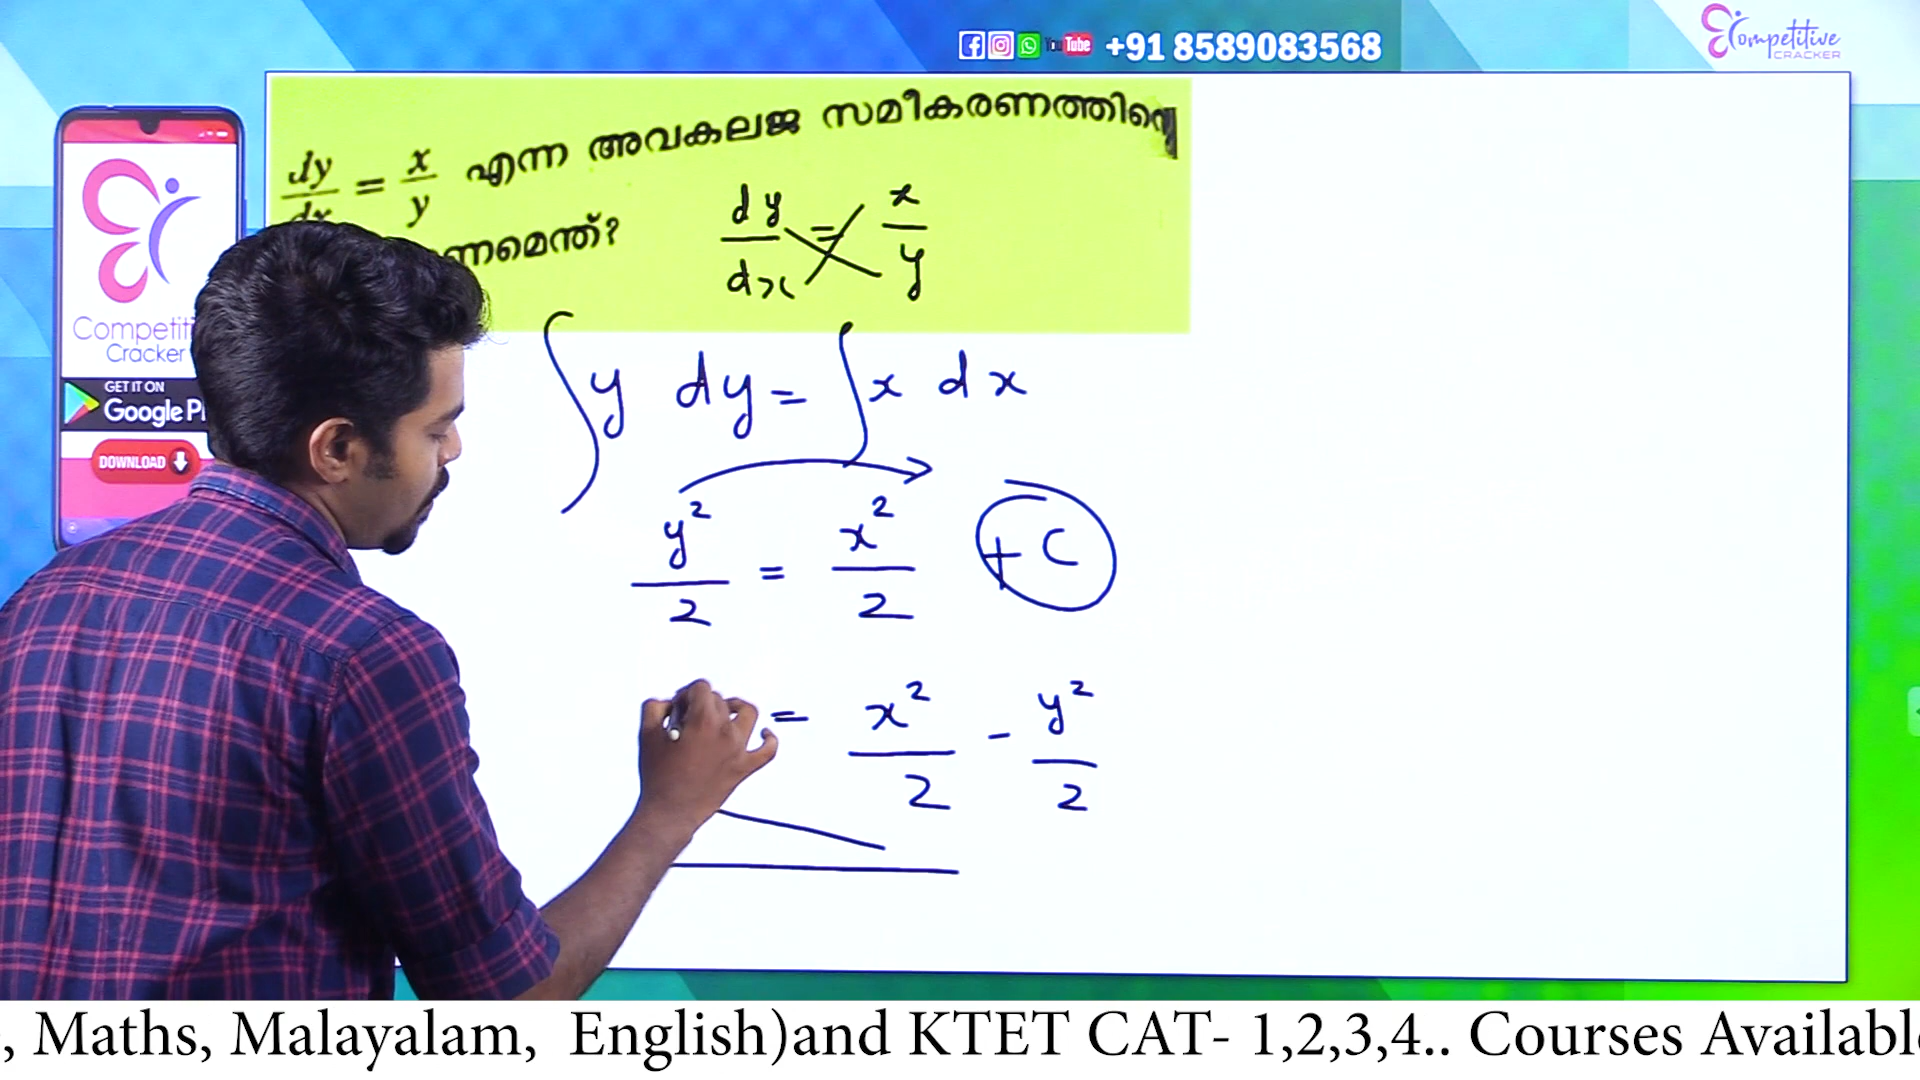 You Tube +91 8589083568
Competitive
CRACKER
dy/dx = x/y എന്ന അവകലജ സമീകരണത്തിന്റെ
ണമെന്ത്?
dy/dx = x/y
∫ y dy = ∫ x dx
y²/2 = x²/2 + C
= x²/2 - y²/2
Cracker
GET IT ON
Google
DOWNLOAD
, Maths, Malayalam, English)and KTET CAT- 1,2,3,4.. Courses